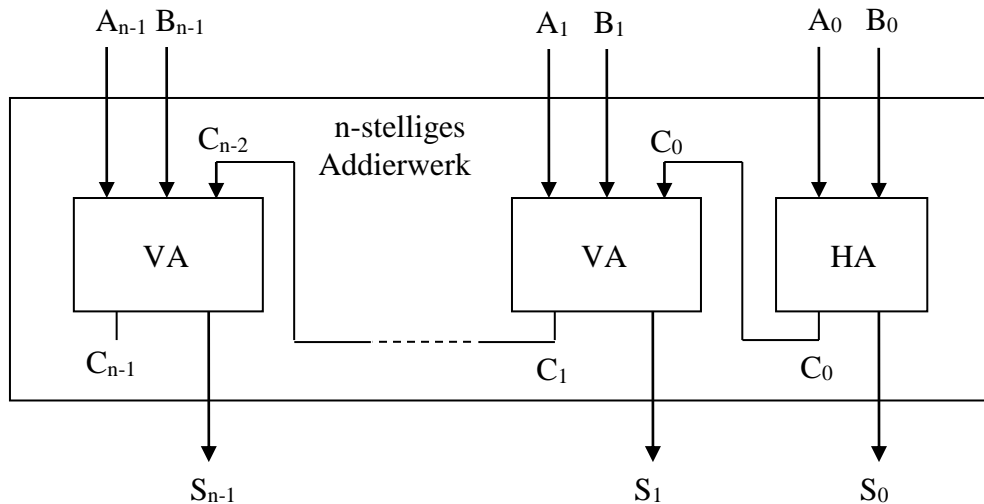 Aₙ₋₁ Bₙ₋₁ A₁ B₁ A₀ B₀
n-stelliges
Addierwerk
Cₙ₋₂ C₀
VA VA HA
Cₙ₋₁ C₁ C₀
Sₙ₋₁ S₁ S₀